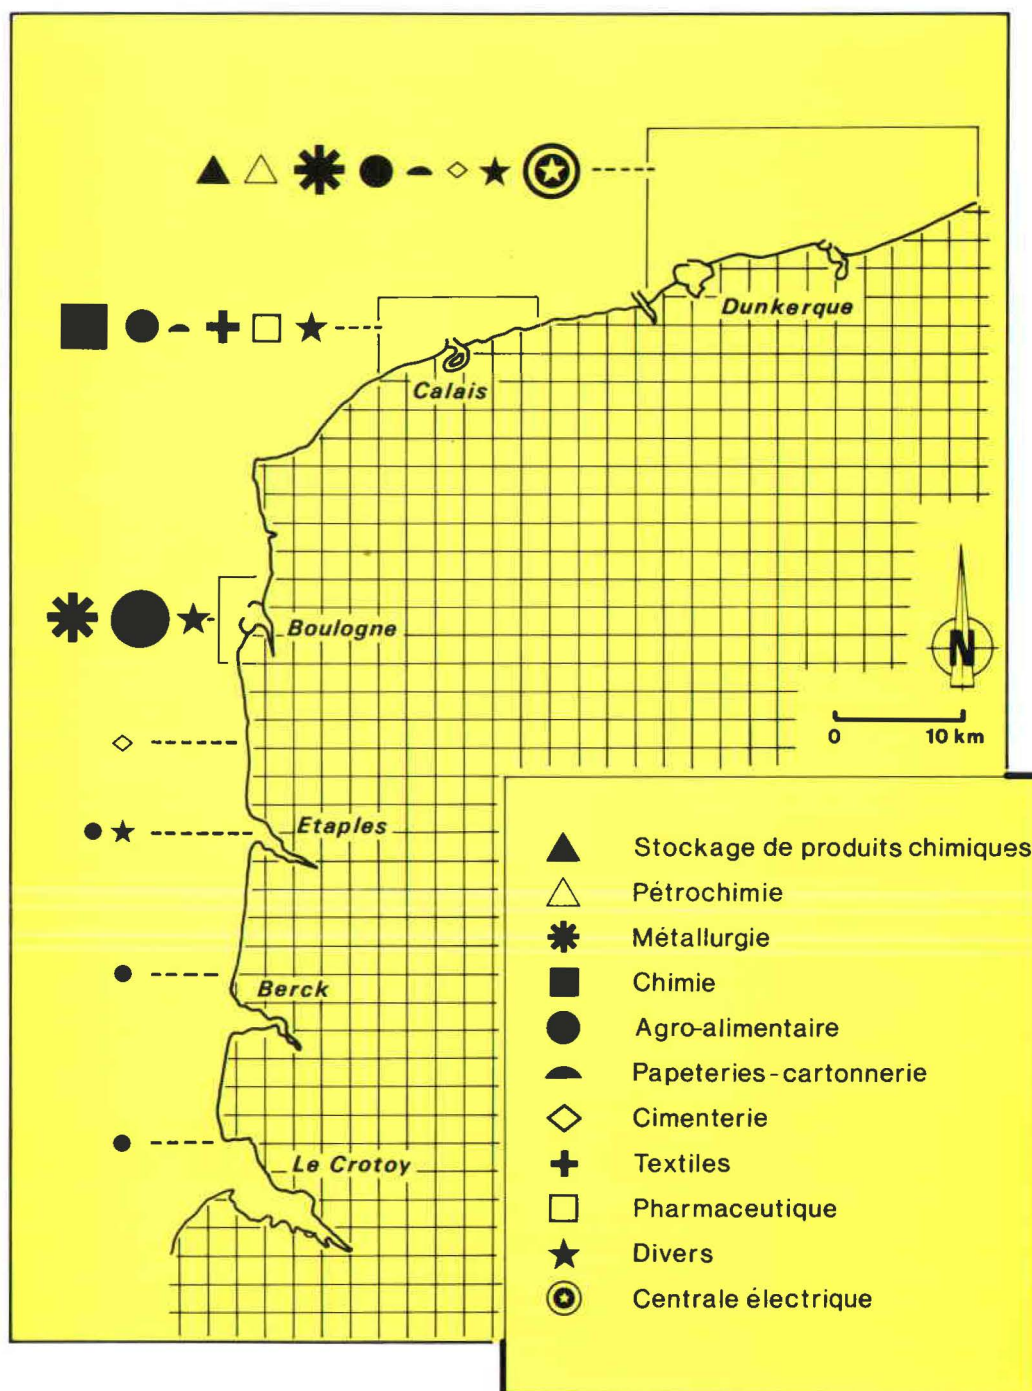 Dunkerque
Calais
Boulogne
N
0 10 km
Etaples
Berck
Le Crotoy
Stockage de produits chimiques
Pétrochimie
Métallurgie
Chimie
Agro-alimentaire
Papeteries-cartonnerie
Cimenterie
Textiles
Pharmaceutique
Divers
Centrale électrique